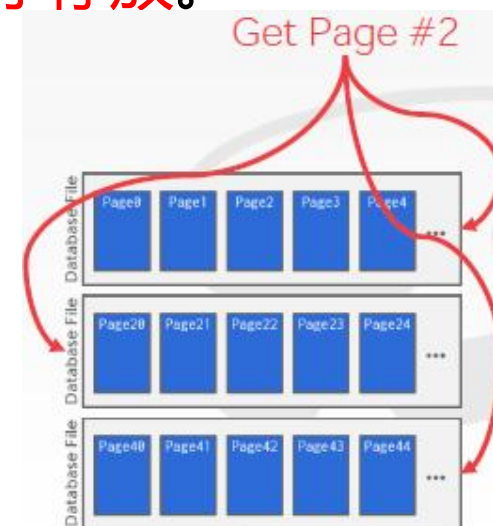 Get Page #2
Database File
Page0 Page1 Page2 Page3 Page4 ...
Database File
Page20 Page21 Page22 Page23 Page24 ...
Database File
Page40 Page41 Page42 Page43 Page44 ...